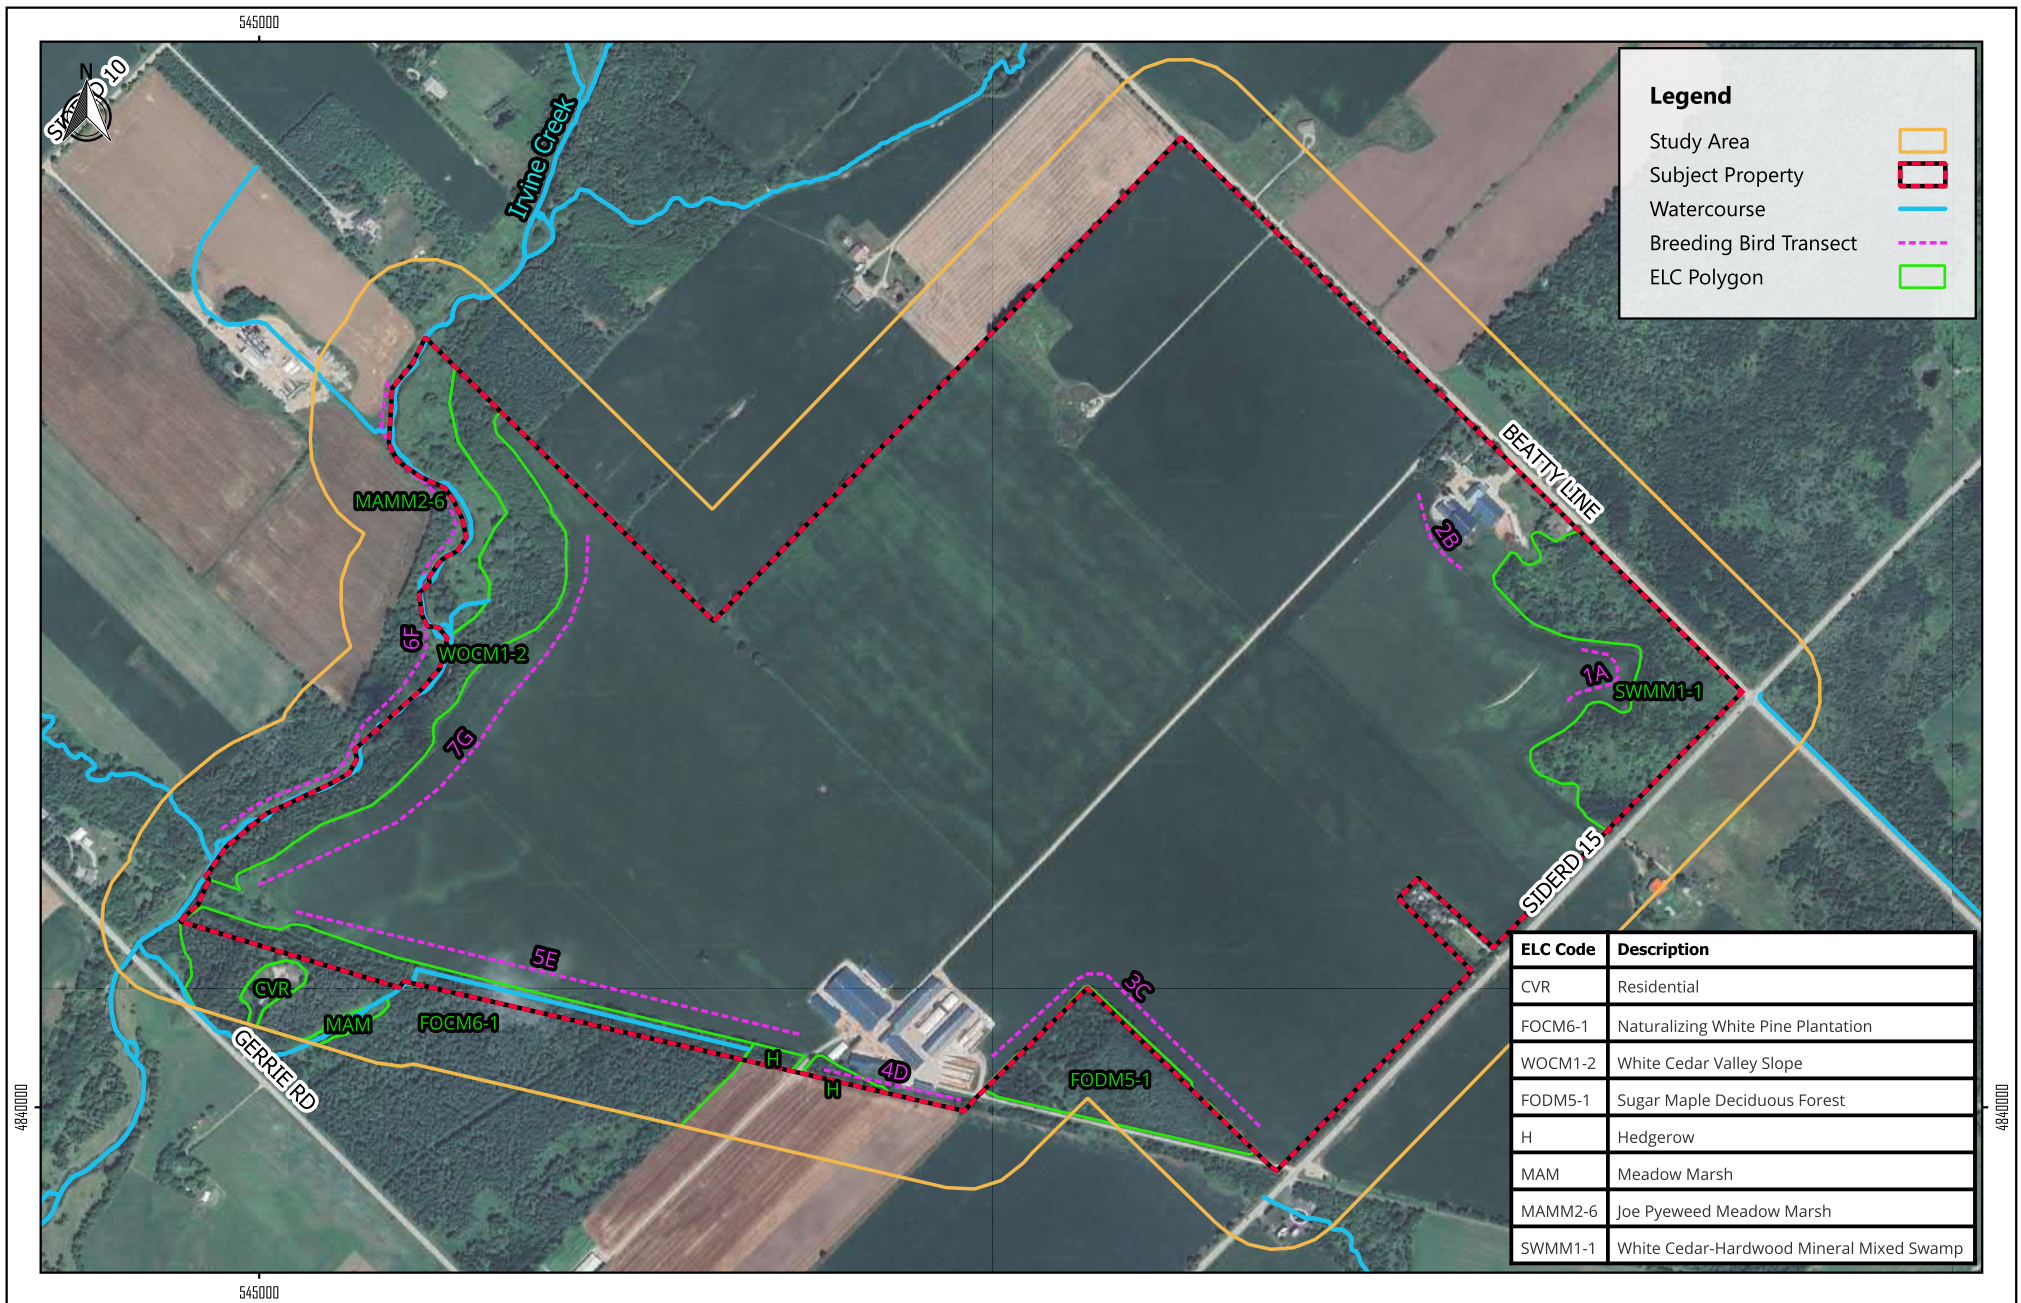 545000
N
Irvine Creek
Legend
Study Area
Subject Property
Watercourse
Breeding Bird Transect
ELC Polygon
BEATTY LINE
MAMM2-6
2B
6F
WOCM1-2
1A
SWMM1-1
7G
SIDERD 15
5E
CVR
3C
MAM
FOCM6-1
GERRIE RD
H
4D
H
FODM5-1
4840000
4840000
ELC Code Description
CVR Residential
FOCM6-1 Naturalizing White Pine Plantation
WOCM1-2 White Cedar Valley Slope
FODM5-1 Sugar Maple Deciduous Forest
H Hedgerow
MAM Meadow Marsh
MAMM2-6 Joe Pyeweed Meadow Marsh
SWMM1-1 White Cedar-Hardwood Mineral Mixed Swamp
545000